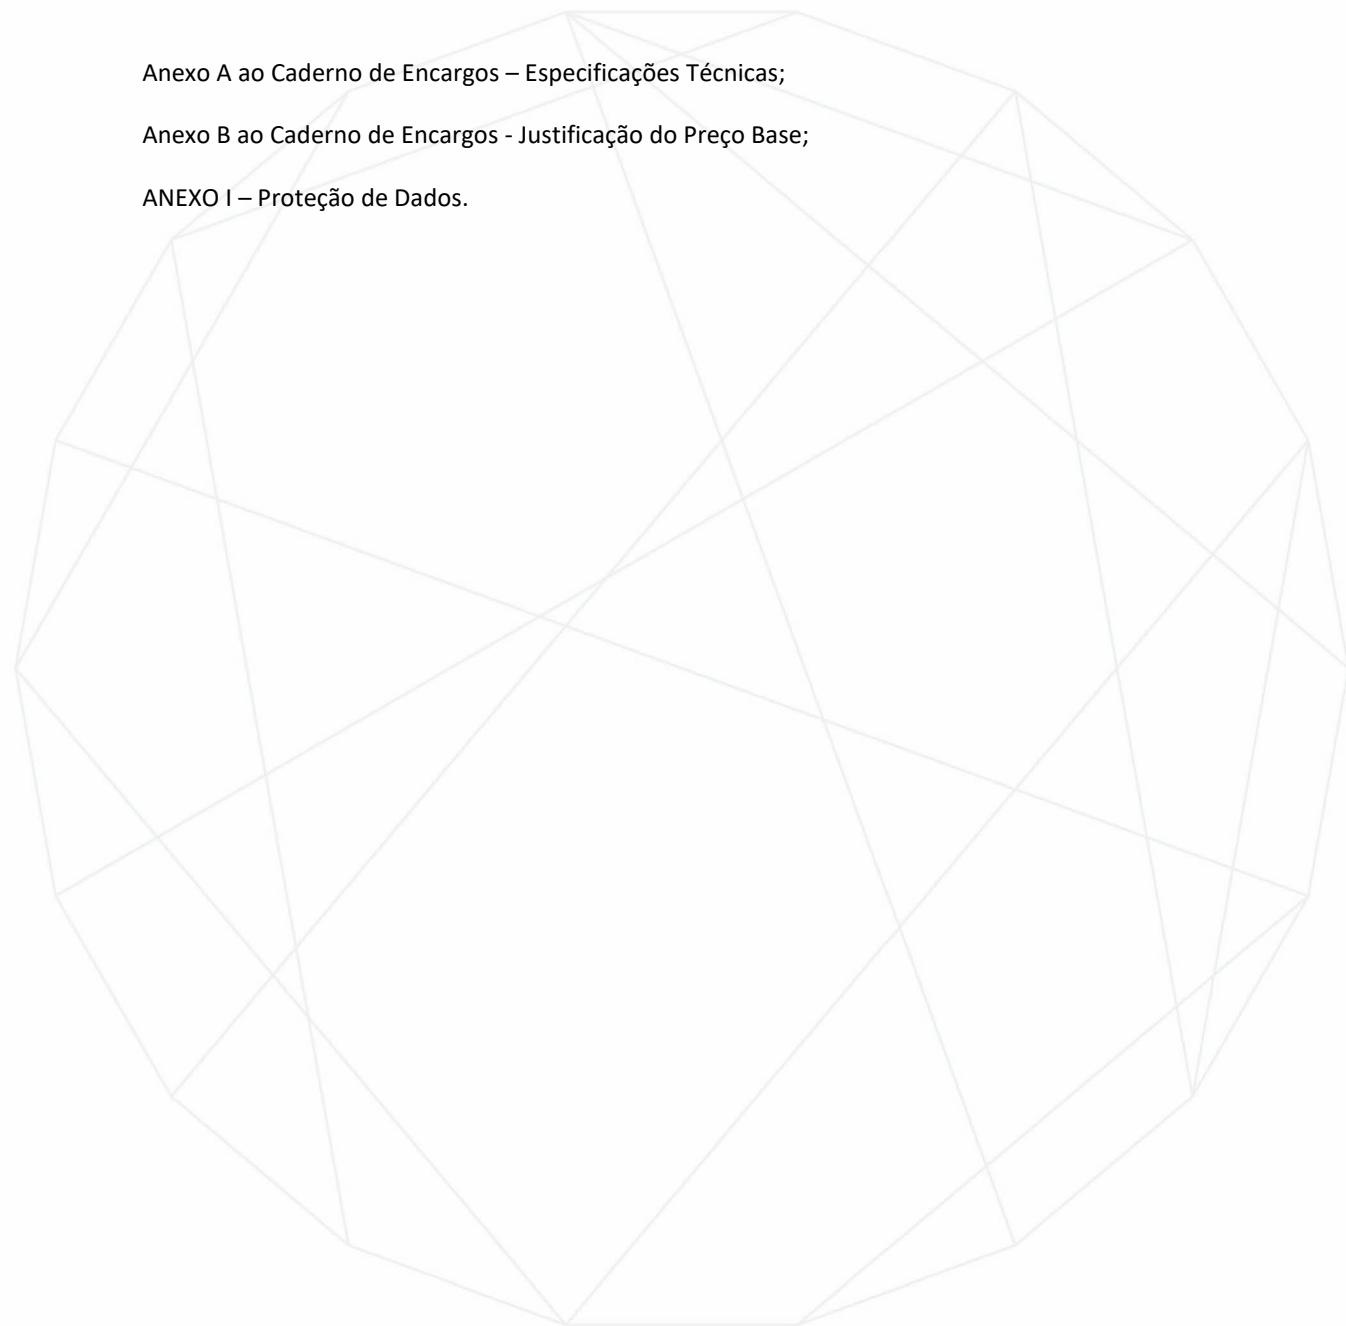 Anexo A ao Caderno de Encargos – Especificações Técnicas;
Anexo B ao Caderno de Encargos - Justificação do Preço Base;
ANEXO I – Proteção de Dados.